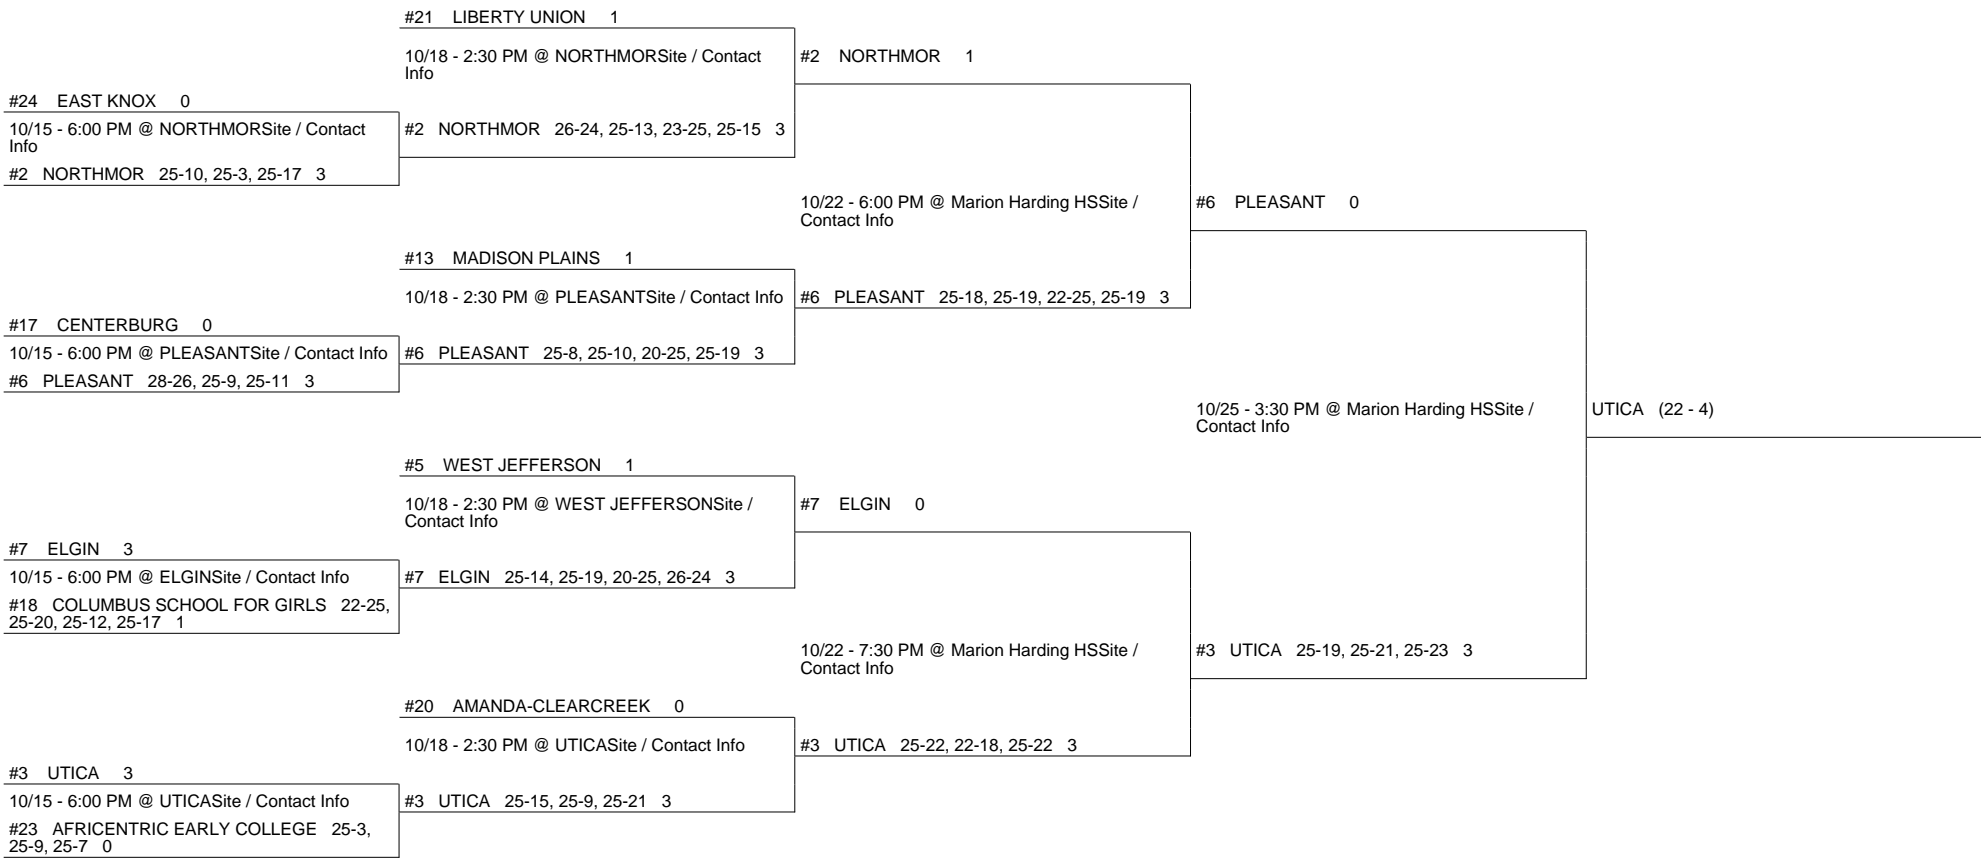 #21 LIBERTY UNION 1
10/18 - 2:30 PM @ NORTHMORSite / Contact
Info
#2 NORTHMOR 1
#24 EAST KNOX 0
10/15 - 6:00 PM @ NORTHMORSite / Contact
Info
#2 NORTHMOR 26-24, 25-13, 23-25, 25-15 3
#2 NORTHMOR 25-10, 25-3, 25-17 3
10/22 - 6:00 PM @ Marion Harding HSSite /
Contact Info
#6 PLEASANT 0
#13 MADISON PLAINS 1
10/18 - 2:30 PM @ PLEASANTSite / Contact Info
#6 PLEASANT 25-18, 25-19, 22-25, 25-19 3
#17 CENTERBURG 0
10/15 - 6:00 PM @ PLEASANTSite / Contact Info
#6 PLEASANT 25-8, 25-10, 20-25, 25-19 3
#6 PLEASANT 28-26, 25-9, 25-11 3
10/25 - 3:30 PM @ Marion Harding HSSite /
Contact Info
UTICA (22 - 4)
#5 WEST JEFFERSON 1
10/18 - 2:30 PM @ WEST JEFFERSONSite /
Contact Info
#7 ELGIN 0
#7 ELGIN 3
10/15 - 6:00 PM @ ELGINSite / Contact Info
#7 ELGIN 25-14, 25-19, 20-25, 26-24 3
#18 COLUMBUS SCHOOL FOR GIRLS 22-25,
25-20, 25-12, 25-17 1
10/22 - 7:30 PM @ Marion Harding HSSite /
Contact Info
#3 UTICA 25-19, 25-21, 25-23 3
#20 AMANDA-CLEARCREEK 0
10/18 - 2:30 PM @ UTICASite / Contact Info
#3 UTICA 25-22, 22-18, 25-22 3
#3 UTICA 3
10/15 - 6:00 PM @ UTICASite / Contact Info
#3 UTICA 25-15, 25-9, 25-21 3
#23 AFRICENTRIC EARLY COLLEGE 25-3,
25-9, 25-7 0